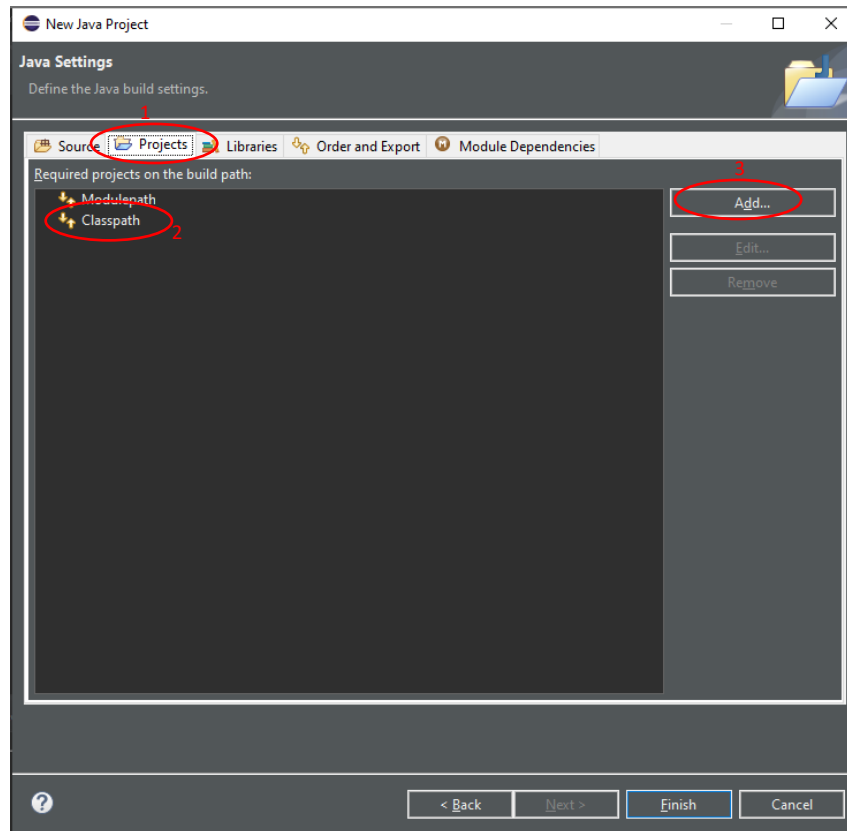 New Java Project
Java Settings
Define the Java build settings.
1
Source Projects Libraries Order and Export Module Dependencies
Required projects on the build path:
3
Modulepath
Add...
Classpath
2
Edit...
Remove
< Back Next > Finish Cancel